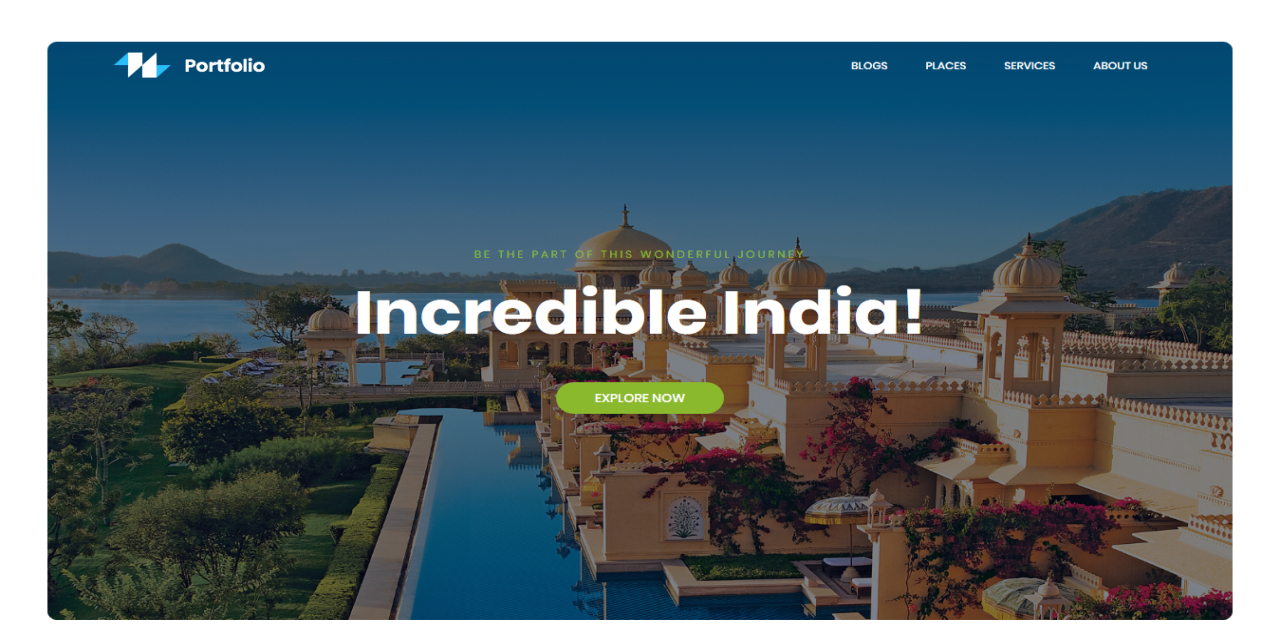 Portfolio
BLOGS PLACES SERVICES ABOUT US
BE THE PART OF THIS WONDERFUL JOURNEY
Incredible India!
EXPLORE NOW